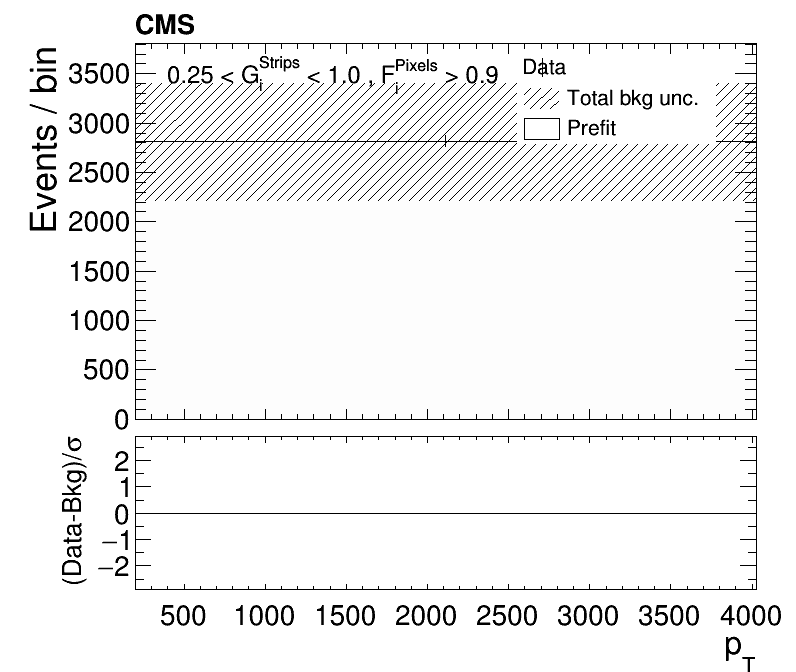 CMS
Events / bin
3500
3000
2500
2000
1500
1000
500
0
0.25 < G_i^Strips < 1.0 , F_i^Pixels > 0.9
Data
Total bkg unc.
Prefit
(Data-Bkg)/σ
2
1
0
−1
−2
500 1000 1500 2000 2500 3000 3500 4000
p_T